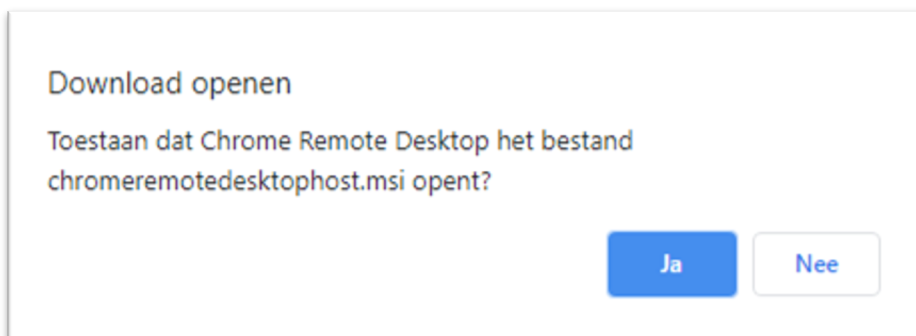 Download openen
Toestaan dat Chrome Remote Desktop het bestand
chromeremotedesktophost.msi opent?
Ja Nee